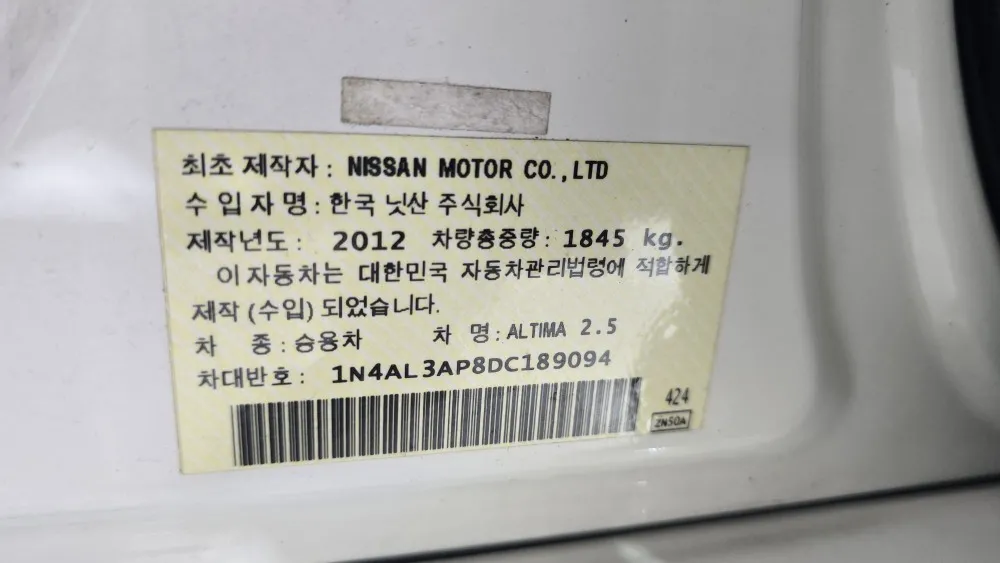 최초 제작자 : NISSAN MOTOR CO.,LTD
수 입 자 명 : 한국 닛산 주식회사
제작년도 : 2012 차량총중량 : 1845 kg.
이 자동차는 대한민국 자동차관리법령에 적합하게
제작 (수입) 되었습니다.
차 종 : 승용차 차 명 : ALTIMA 2.5
차대번호 : 1N4AL3AP8DC189094
424
ZN50A